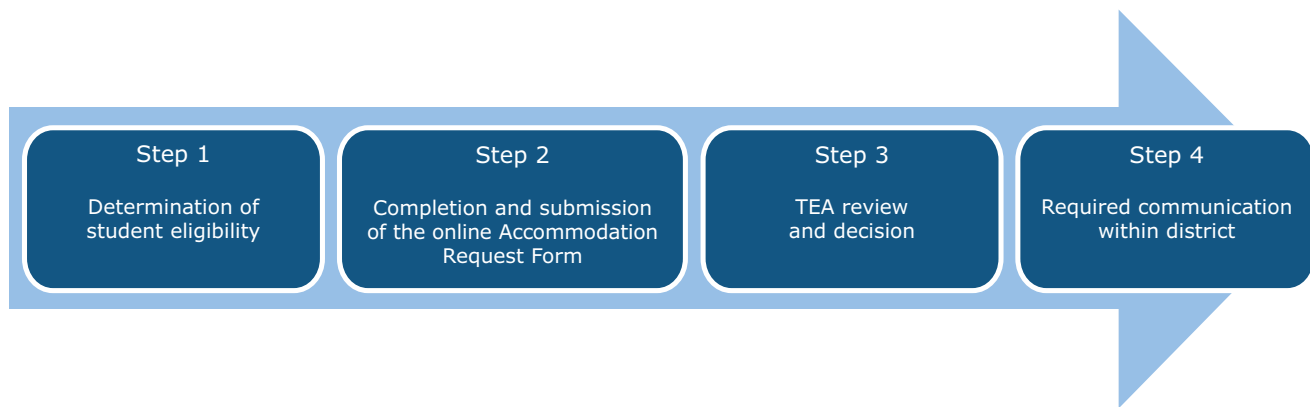 Step 1
Determination of
student eligibility
Step 2
Completion and submission
of the online Accommodation
Request Form
Step 3
TEA review
and decision
Step 4
Required communication
within district